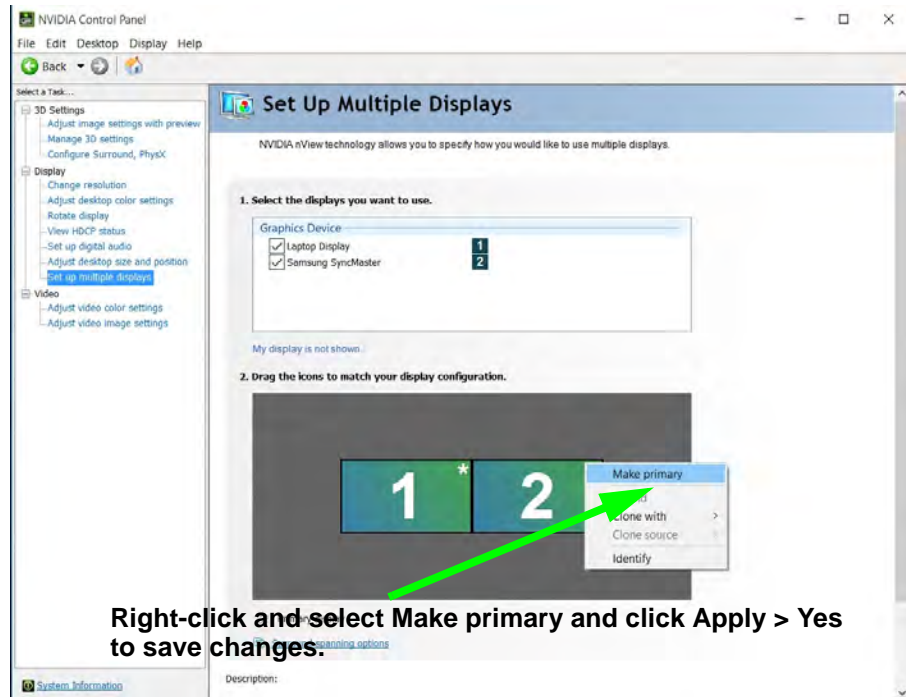 NVIDIA Control Panel
File Edit Desktop Display Help
Back
Select a Task...
3D Settings
Adjust image settings with preview
Manage 3D settings
Configure Surround, PhysX
Display
Change resolution
Adjust desktop color settings
Rotate display
View HDCP status
Set up digital audio
Adjust desktop size and position
Set up multiple displays
Video
Adjust video color settings
Adjust video image settings
System Information
Set Up Multiple Displays
NVIDIA nView technology allows you to specify how you would like to use multiple displays.
1. Select the displays you want to use.
Graphics Device
Laptop Display 1
Samsung SyncMaster 2
My display is not shown...
2. Drag the icons to match your display configuration.
1 * 2
Make primary
Clone with >
Clone source
Identify
Right-click and select Make primary and click Apply > Yes
to save changes.
spanning options
Description: